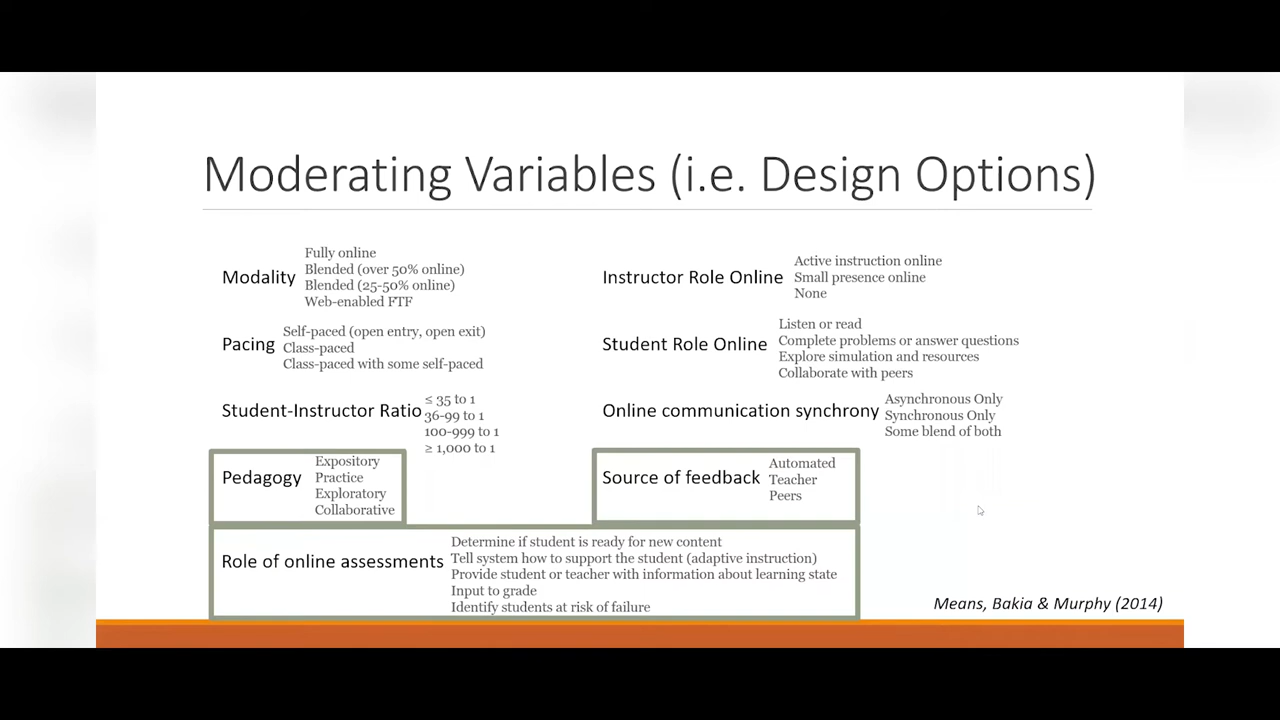 Moderating Variables (i.e. Design Options)
Modality
Fully online
Blended (over 50% online)
Blended (25-50% online)
Web-enabled FTF
Pacing
Self-paced (open entry, open exit)
Class-paced
Class-paced with some self-paced
Student-Instructor Ratio
≤ 35 to 1
36-99 to 1
100-999 to 1
≥ 1,000 to 1
Pedagogy
Expository
Practice
Exploratory
Collaborative
Instructor Role Online
Active instruction online
Small presence online
None
Student Role Online
Listen or read
Complete problems or answer questions
Explore simulation and resources
Collaborate with peers
Online communication synchrony
Asynchronous Only
Synchronous Only
Some blend of both
Source of feedback
Automated
Teacher
Peers
Role of online assessments
Determine if student is ready for new content
Tell system how to support the student (adaptive instruction)
Provide student or teacher with information about learning state
Input to grade
Identify students at risk of failure
Means, Bakia & Murphy (2014)